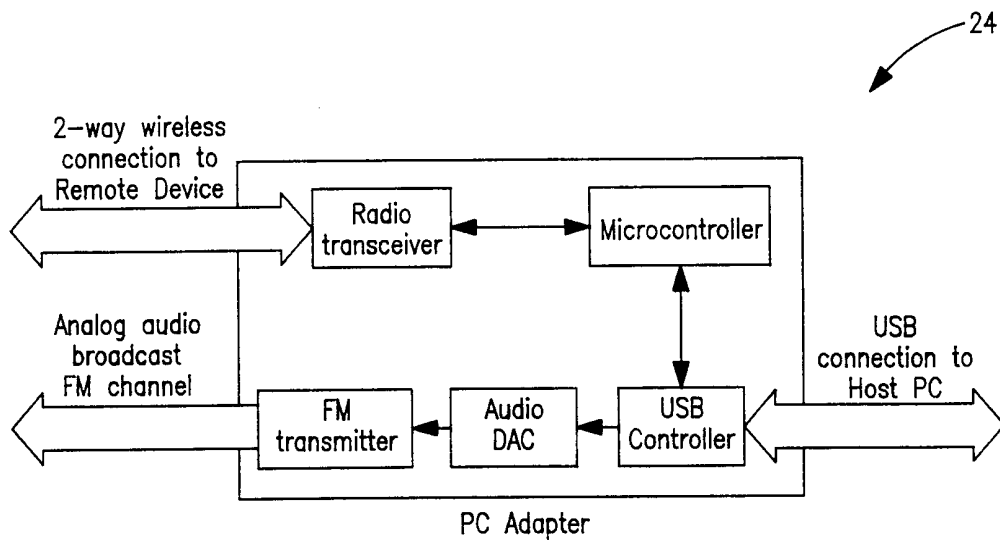 24
2-way wireless
connection to
Remote Device
Radio
transceiver
Microcontroller
Analog audio
broadcast
FM channel
USB
connection to
Host PC
FM
transmitter
Audio
DAC
USB
Controller
PC Adapter